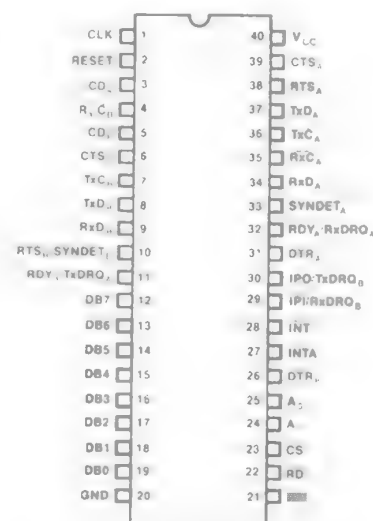 CLK 1
RESET 2
CD 3
4
CD 5
CTS 6
TxC 7
TxD 8
RxD 9
RTS SYNDET 10
RDY TxDRQ 11
DB7 12
DB6 13
DB5 14
DB4 15
DB3 16
DB2 17
DB1 18
DB0 19
GND 20
40 VCC
39 CTSA
38 RTSA
37 TxDA
36 TxCA
35 RxCA
34 RxDA
33 SYNDETA
32 RDYA RxDRQA
31 DTR
30 IPO TxDRQB
29 IPI RxDRQB
28 INT
27 INTA
26 DTR
25 A
24 A
23 CS
22 RD
21